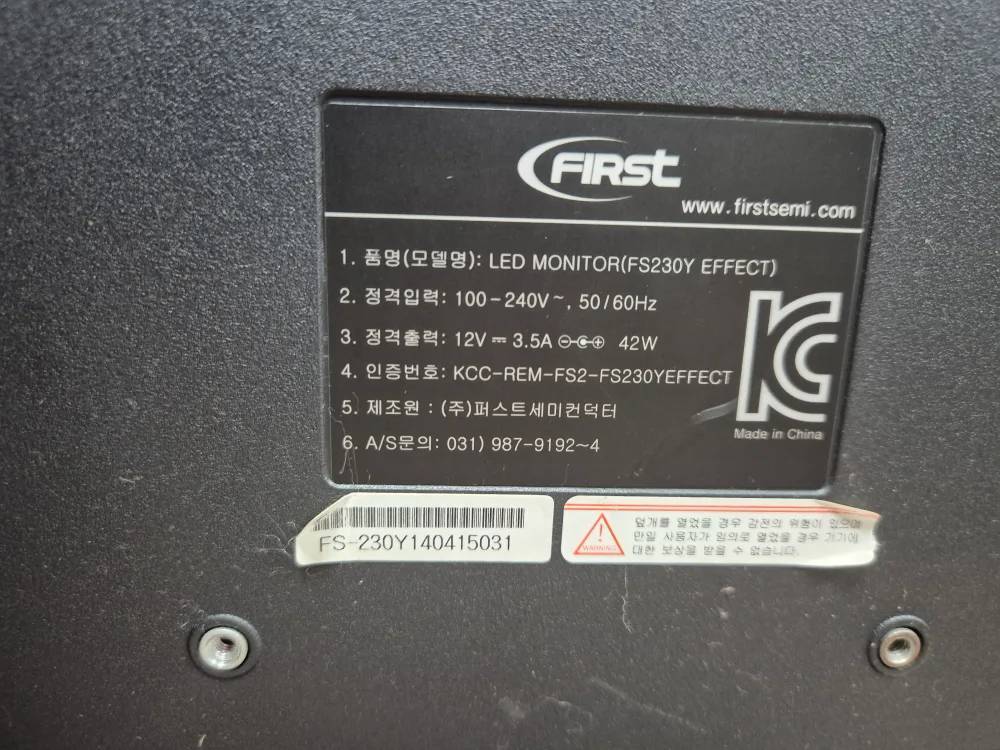 FIRST
www.firstsemi.com
1. 품명(모델명): LED MONITOR(FS230Y EFFECT)
2. 정격입력: 100-240V~, 50/60Hz
3. 정격출력: 12V ⎓ 3.5A ⊖-⊕ 42W
4. 인증번호: KCC-REM-FS2-FS230YEFFECT
5. 제조원 : (주)퍼스트세미컨덕터
6. A/S문의: 031) 987-9192~4
KC
Made in China
FS-230Y140415031
WARNING
덮개를 열었을 경우 감전의 위험이 있으며
만일 사용자가 임의로 열었을 경우 기기에
대한 보상을 받을 수 없습니다.